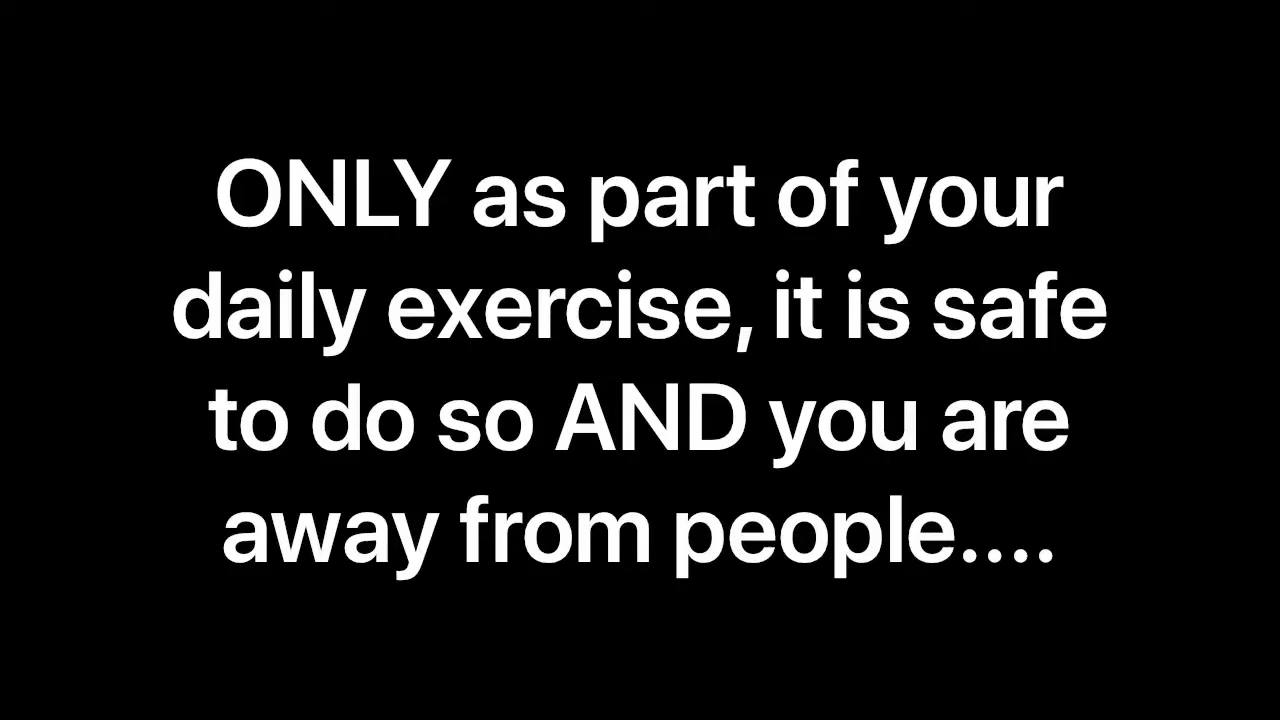 ONLY as part of your
daily exercise, it is safe
to do so AND you are
away from people....